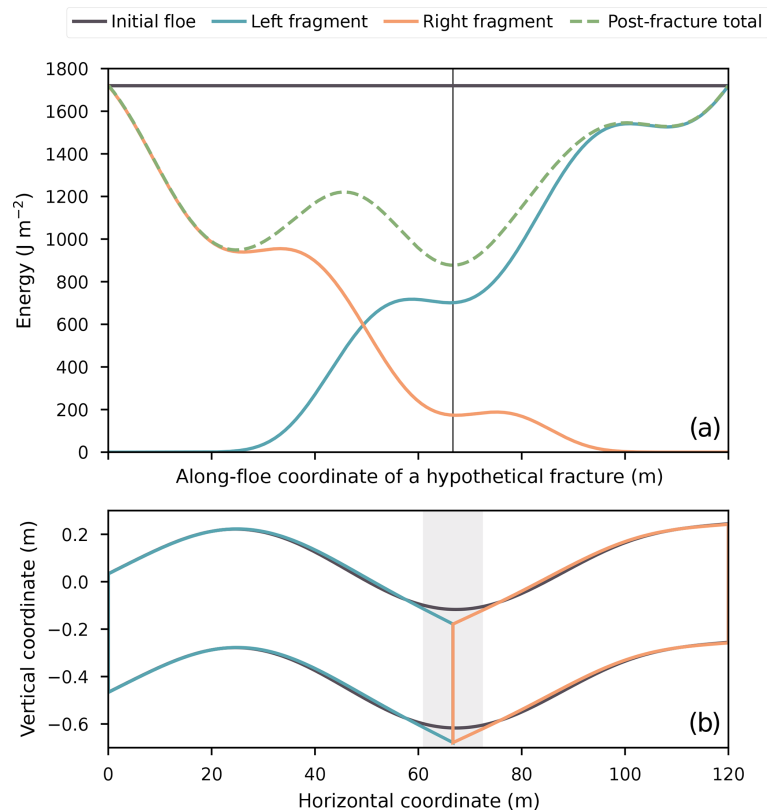 Initial floe Left fragment Right fragment Post-fracture total
1800
1600
1400
1200
1000
800
600
400
200
0
Energy (J m⁻²)
(a)
Along-floe coordinate of a hypothetical fracture (m)
0.2
0.0
−0.2
−0.4
−0.6
Vertical coordinate (m)
(b)
0 20 40 60 80 100 120
Horizontal coordinate (m)